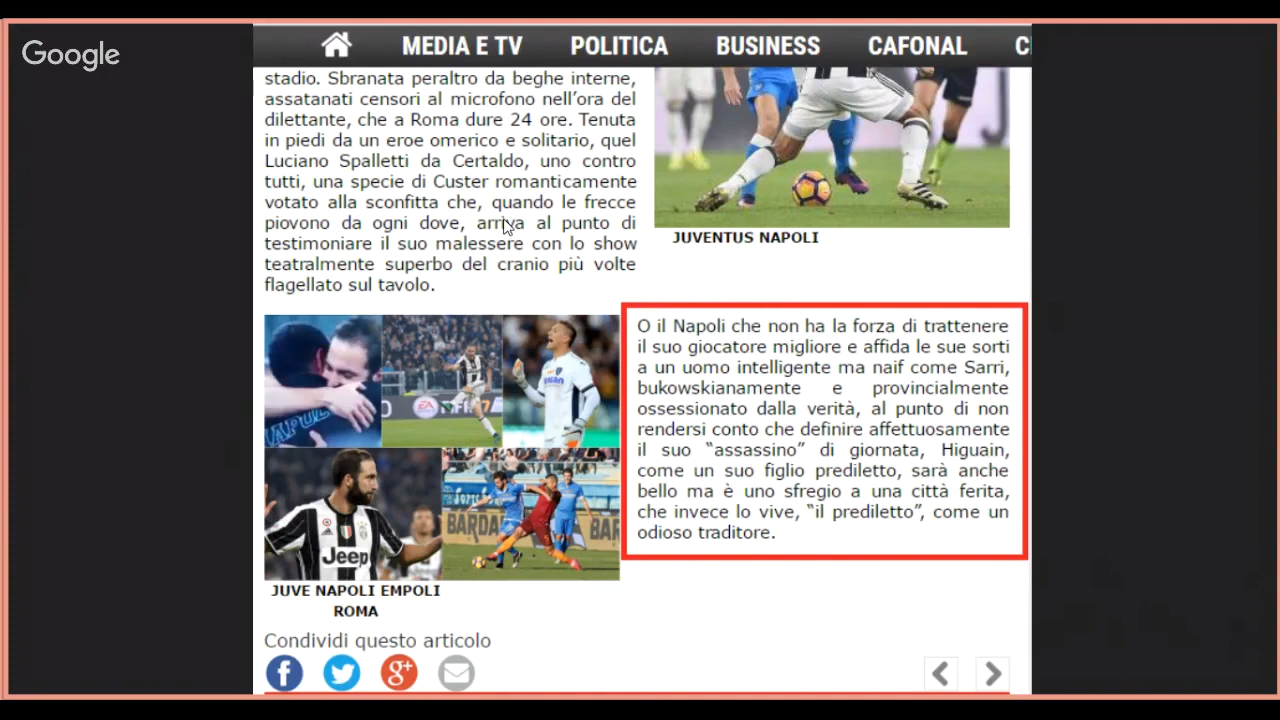 Google
MEDIA E TV
POLITICA
BUSINESS
CAFONAL
stadio. Sbranata peraltro da beghe interne,
assatanati censori al microfono nell’ora del
dilettante, che a Roma dure 24 ore. Tenuta
in piedi da un eroe omerico e solitario, quel
Luciano Spalletti da Certaldo, uno contro
tutti, una specie di Custer romanticamente
votato alla sconfitta che, quando le frecce
piovono da ogni dove, arriva al punto di
testimoniare il suo malessere con lo show
teatralmente superbo del cranio più volte
flagellato sul tavolo.
JUVENTUS NAPOLI
O il Napoli che non ha la forza di trattenere
il suo giocatore migliore e affida le sue sorti
a un uomo intelligente ma naif come Sarri,
bukowskianamente e provincialmente
ossessionato dalla verità, al punto di non
rendersi conto che definire affettuosamente
il suo “assassino” di giornata, Higuain,
come un suo figlio prediletto, sarà anche
bello ma è uno sfregio a una città ferita,
che invece lo vive, “il prediletto”, come un
odioso traditore.
Jeep
JUVE NAPOLI EMPOLI
ROMA
Condividi questo articolo